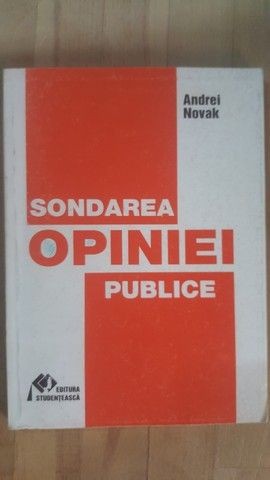 Andrei
Novak
SONDAREA
OPINIEI
PUBLICE
EDITURA
STUDENȚEASCĂ